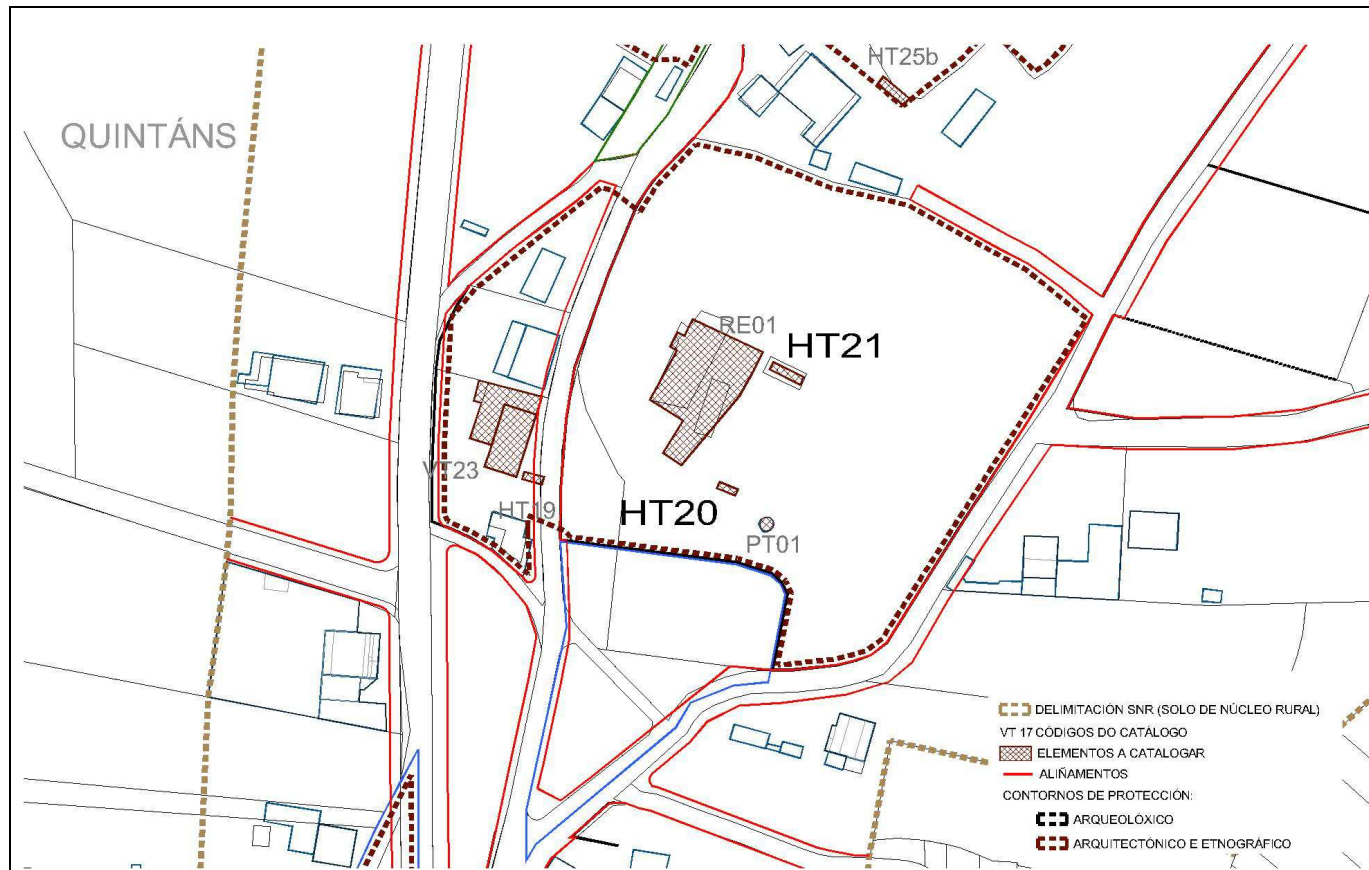 HT25b
QUINTÁNS
RE01
HT21
VT23
HT19
HT20
PT01
DELIMITACIÓN SNR (SOLO DE NÚCLEO RURAL)
VT 17 CÓDIGOS DO CATÁLOGO
ELEMENTOS A CATALOGAR
ALIÑAMENTOS
CONTORNOS DE PROTECCIÓN:
ARQUEOLÓXICO
ARQUITECTÓNICO E ETNOGRÁFICO